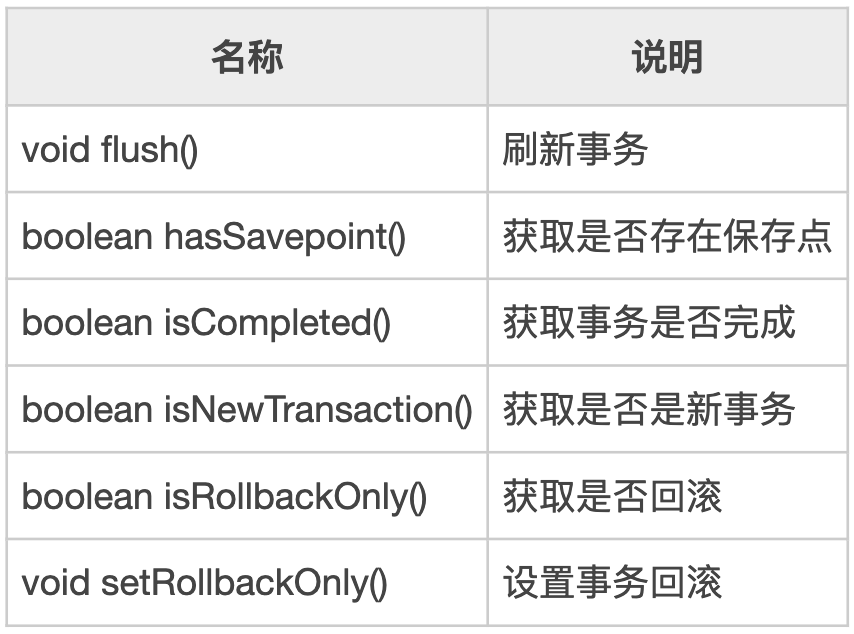 名称 说明
void flush() 刷新事务
boolean hasSavepoint() 获取是否存在保存点
boolean isCompleted() 获取事务是否完成
boolean isNewTransaction() 获取是否是新事务
boolean isRollbackOnly() 获取是否回滚
void setRollbackOnly() 设置事务回滚